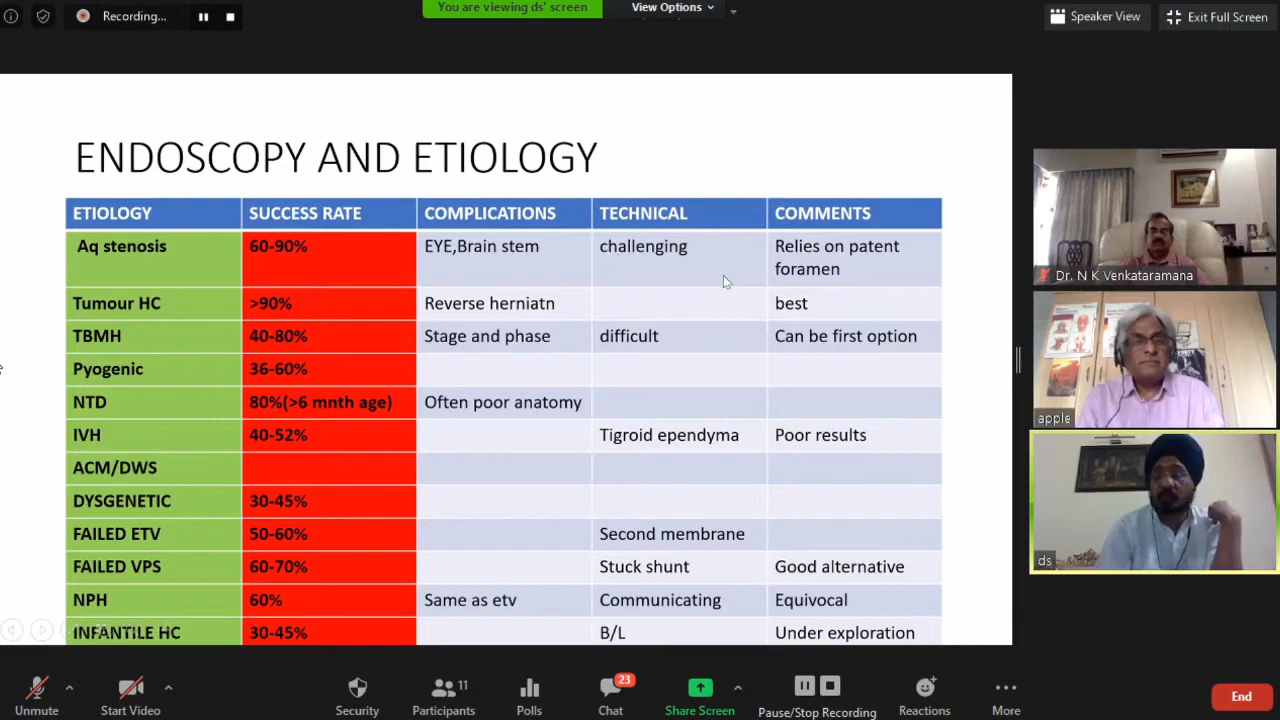 Recording...
You are viewing ds' screen
View Options
Speaker View
Exit Full Screen
ENDOSCOPY AND ETIOLOGY
ETIOLOGY SUCCESS RATE COMPLICATIONS TECHNICAL COMMENTS
Aq stenosis 60-90% EYE,Brain stem challenging Relies on patent
foramen
Tumour HC >90% Reverse herniatn best
TBMH 40-80% Stage and phase difficult Can be first option
Pyogenic 36-60%
NTD 80%(>6 mnth age) Often poor anatomy
IVH 40-52% Tigroid ependyma Poor results
ACM/DWS
DYSGENETIC 30-45%
FAILED ETV 50-60% Second membrane
FAILED VPS 60-70% Stuck shunt Good alternative
NPH 60% Same as etv Communicating Equivocal
INFANTILE HC 30-45% B/L Under exploration
Dr. N K Venkataramana
apple
ds
Unmute
Start Video
Security
11
Participants
Polls
23
Chat
Share Screen
Pause/Stop Recording
Reactions
More
End